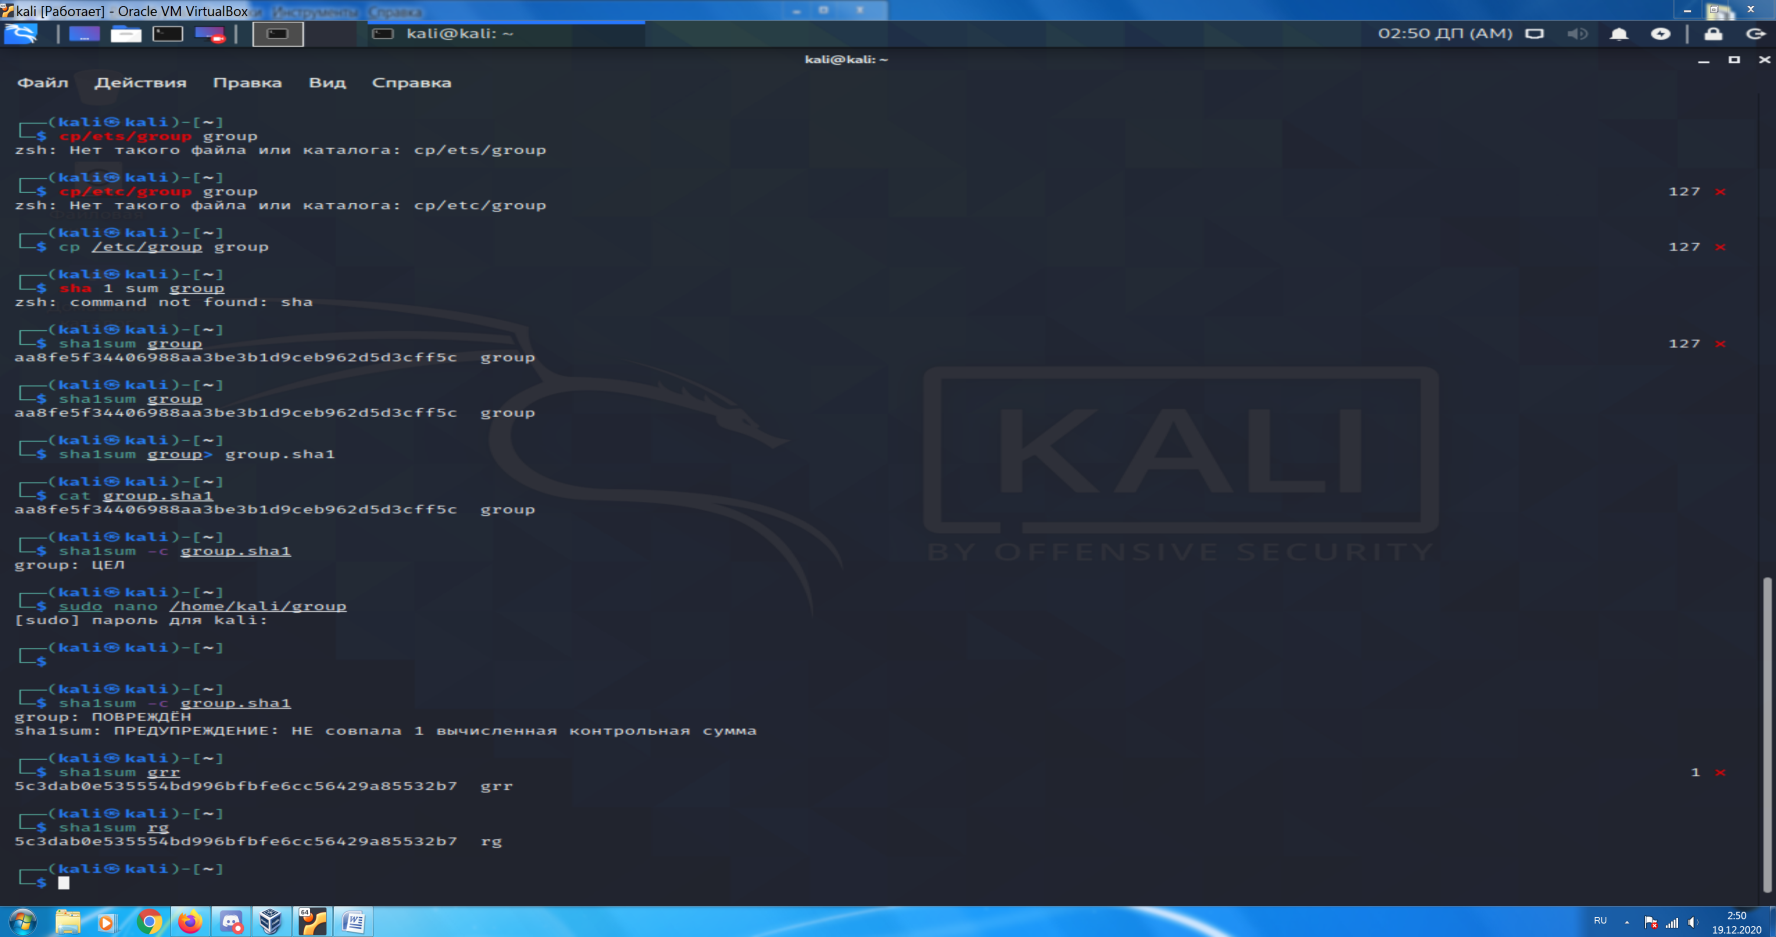 kali [Работает] - Oracle VM VirtualBox
Инструменты Справка
kali@kali: ~
02:50 ДП (AM)
kali@kali: ~
Файл Действия Правка Вид Справка
(kali㉿kali)-[~]
$ cp/ets/group group
zsh: Нет такого файла или каталога: cp/ets/group
(kali㉿kali)-[~]
$ cp/etc/group group 127 ⨯
zsh: Нет такого файла или каталога: cp/etc/group
(kali㉿kali)-[~]
$ cp /etc/group group 127 ⨯
(kali㉿kali)-[~]
$ sha 1 sum group
zsh: command not found: sha
(kali㉿kali)-[~]
$ sha1sum group 127 ⨯
aa8fe5f34406988aa3be3b1d9ceb962d5d3cff5c  group
(kali㉿kali)-[~]
$ sha1sum group
aa8fe5f34406988aa3be3b1d9ceb962d5d3cff5c  group
(kali㉿kali)-[~]
$ sha1sum group> group.sha1
(kali㉿kali)-[~]
$ cat group.sha1
aa8fe5f34406988aa3be3b1d9ceb962d5d3cff5c  group
(kali㉿kali)-[~]
$ sha1sum -c group.sha1
group: ЦЕЛ
(kali㉿kali)-[~]
$ sudo nano /home/kali/group
[sudo] пароль для kali:
(kali㉿kali)-[~]
$
(kali㉿kali)-[~]
$ sha1sum -c group.sha1
group: ПОВРЕЖДЁН
sha1sum: ПРЕДУПРЕЖДЕНИЕ: НЕ совпала 1 вычисленная контрольная сумма
(kali㉿kali)-[~]
$ sha1sum grr 1 ⨯
5c3dab0e535554bd996bfbfe6cc56429a85532b7  grr
(kali㉿kali)-[~]
$ sha1sum rg
5c3dab0e535554bd996bfbfe6cc56429a85532b7  rg
(kali㉿kali)-[~]
$
KALI
BY OFFENSIVE SECURITY
64
RU
2:50
19.12.2020